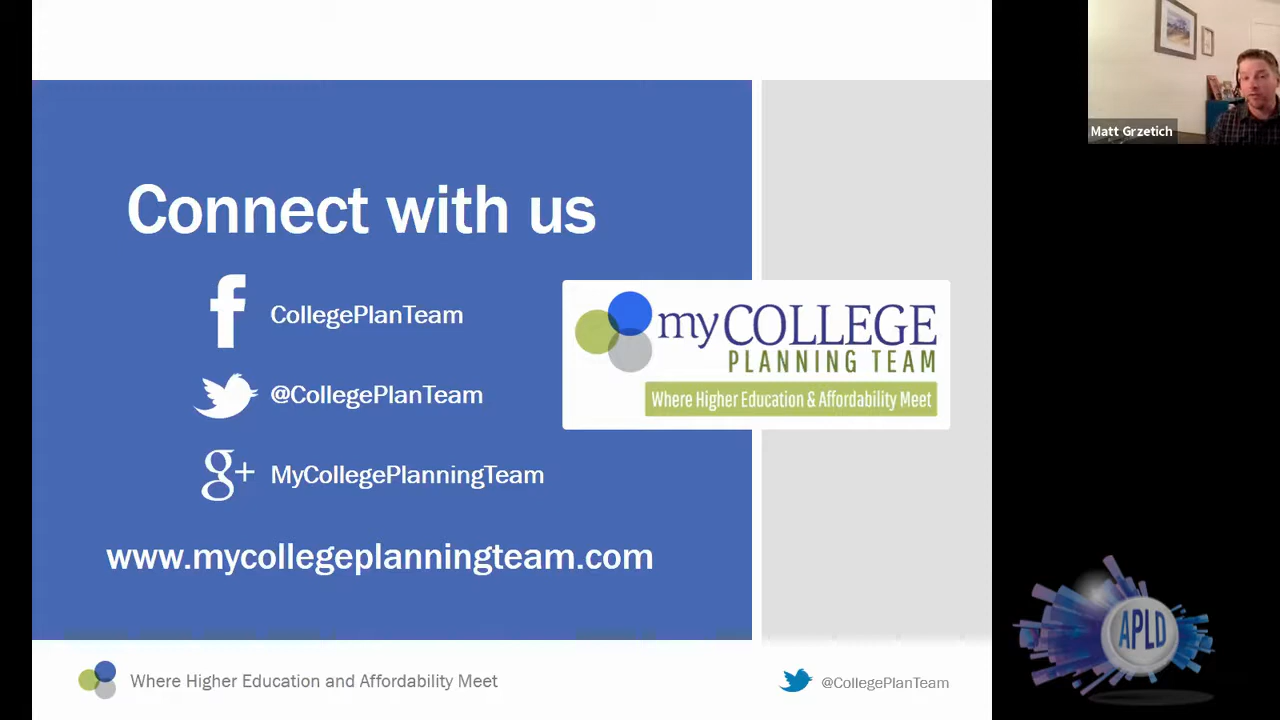 Connect with us
CollegePlanTeam
@CollegePlanTeam
g+ MyCollegePlanningTeam
www.mycollegeplanningteam.com
myCOLLEGE
PLANNING TEAM
Where Higher Education & Affordability Meet
Where Higher Education and Affordability Meet
@CollegePlanTeam
Matt Grzetich
APLD